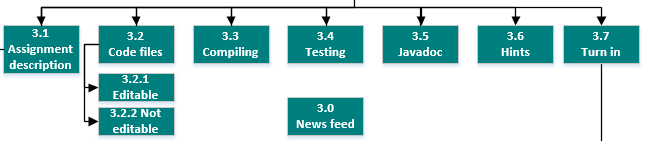 3.1
Assignment
description
3.2
Code files
3.3
Compiling
3.4
Testing
3.5
Javadoc
3.6
Hints
3.7
Turn in
3.2.1
Editable
3.2.2 Not
editable
3.0
News feed